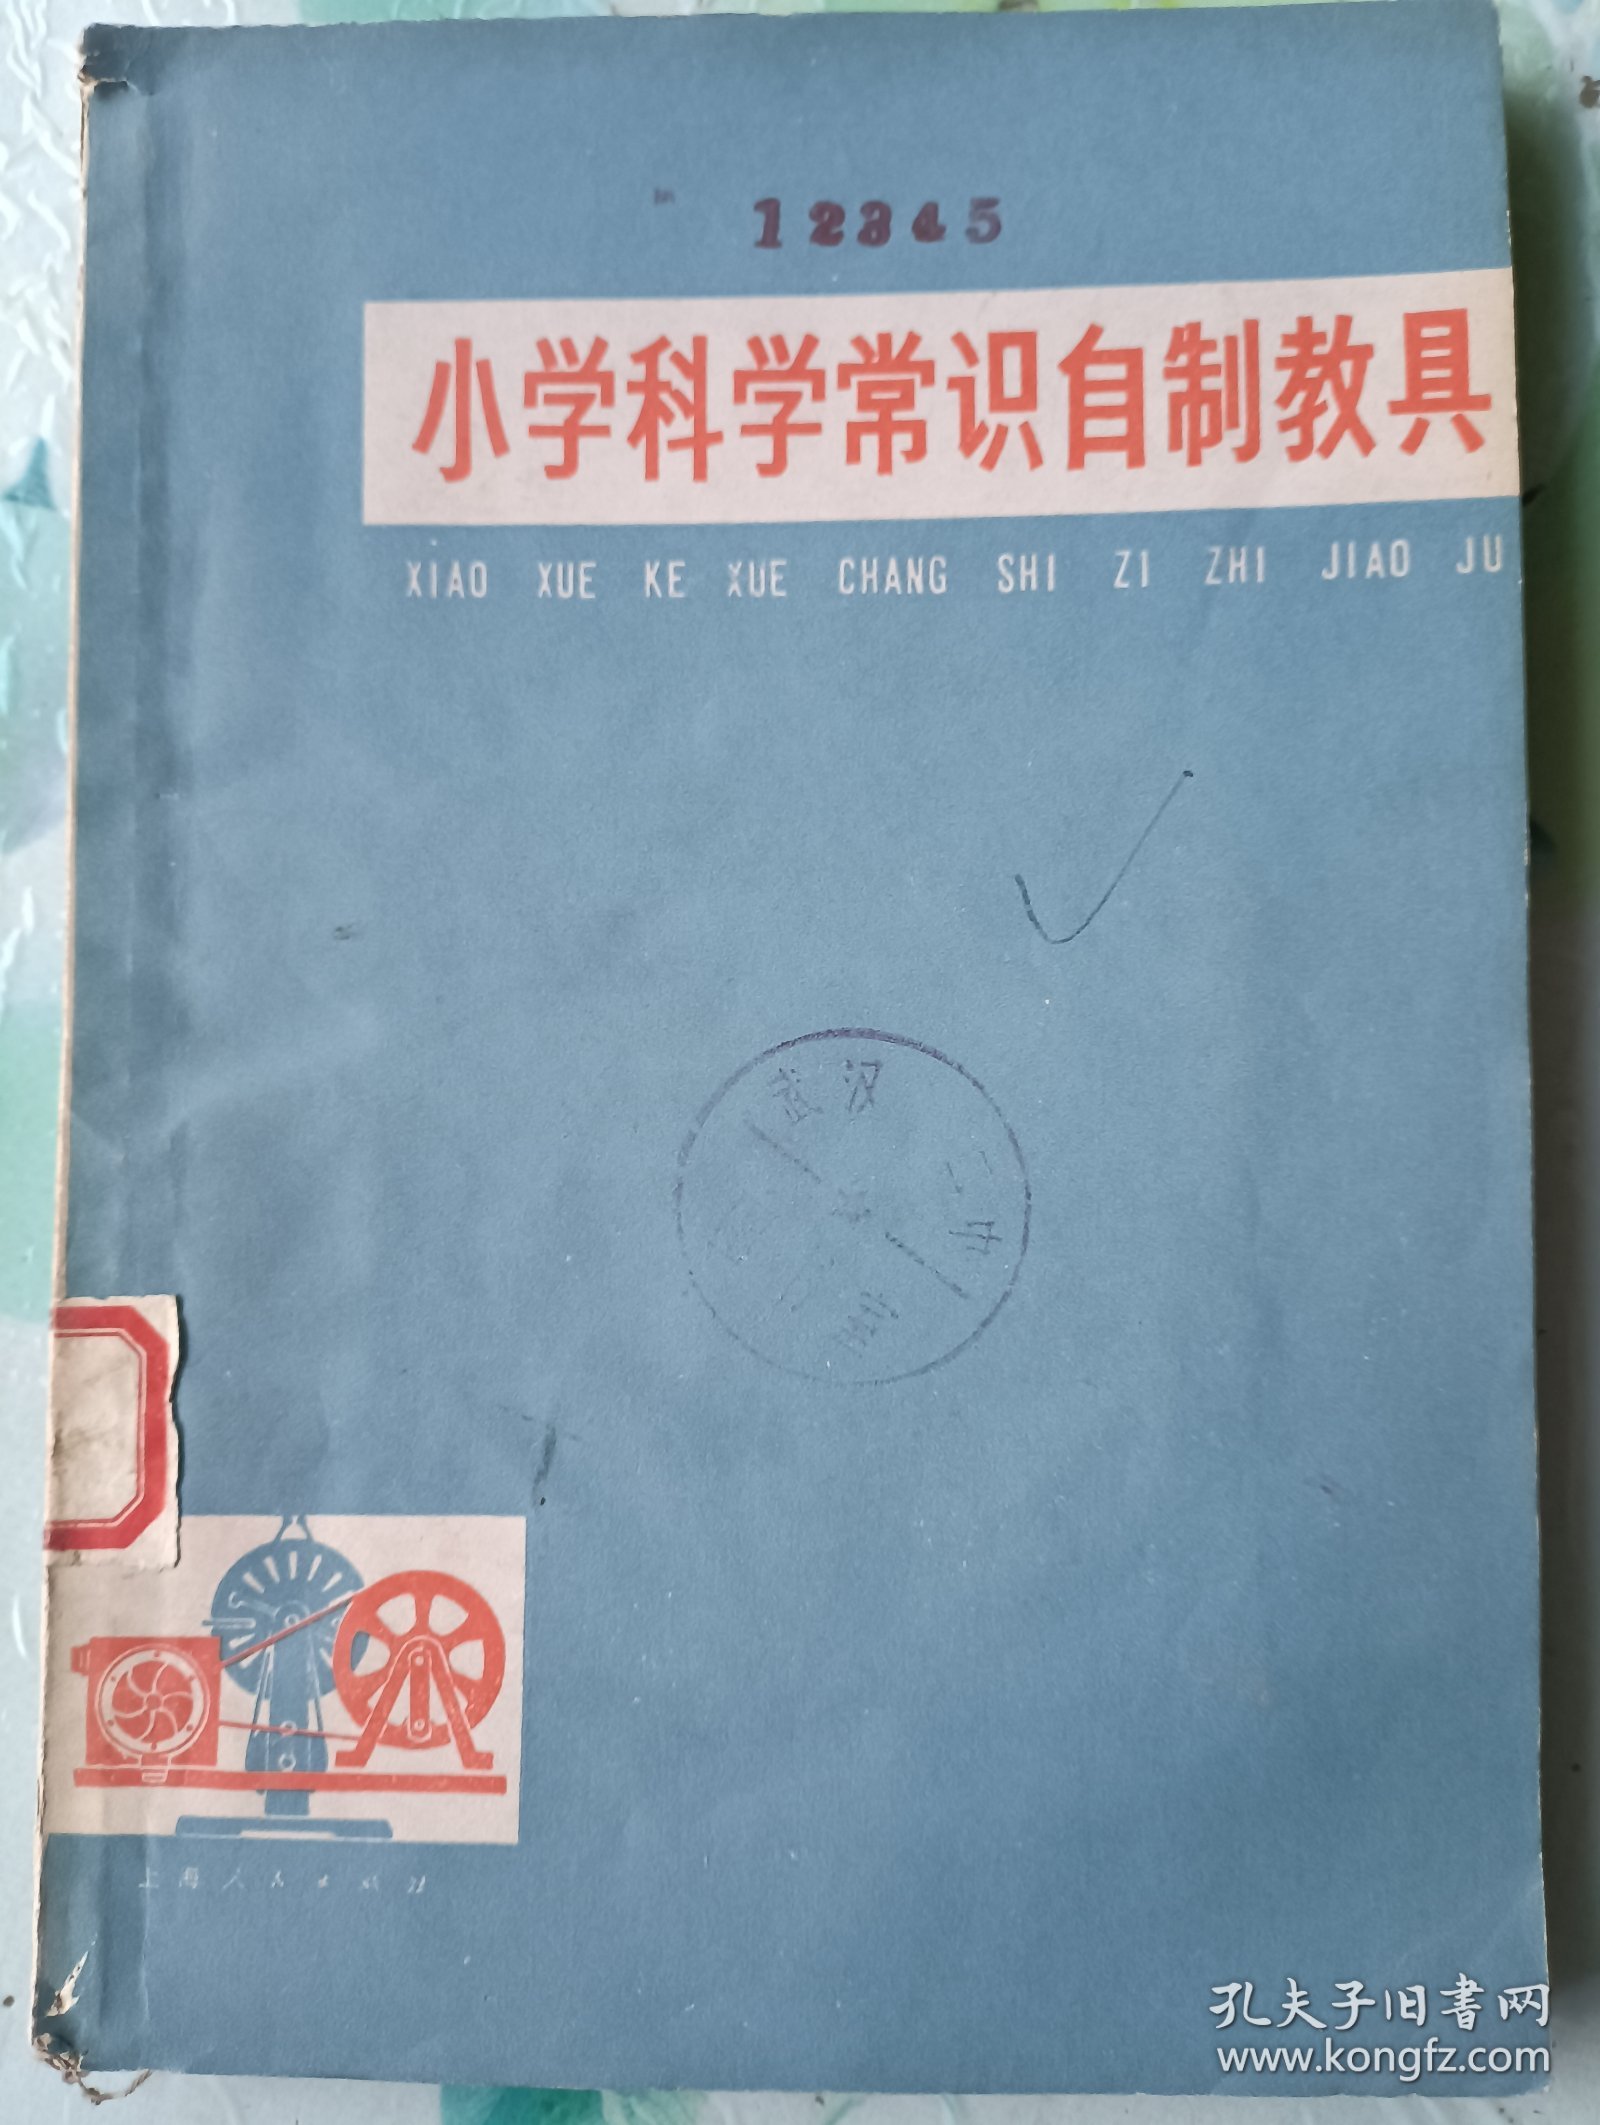 12345
小学科学常识自制教具
XIAO XUE KE XUE CHANG SHI ZI ZHI JIAO JU
武汉
二中
上海人民出版社
孔夫子旧书网
www.kongfz.com